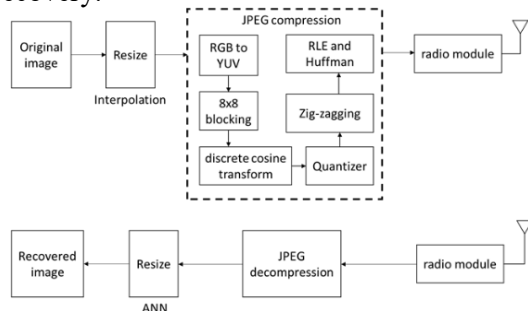 JPEG compression
Original
image
Resize
Interpolation
RGB to
YUV
8x8
blocking
discrete cosine
transform
Quantizer
Zig-zagging
RLE and
Huffman
radio module
Recovered
image
Resize
ANN
JPEG
decompression
radio module